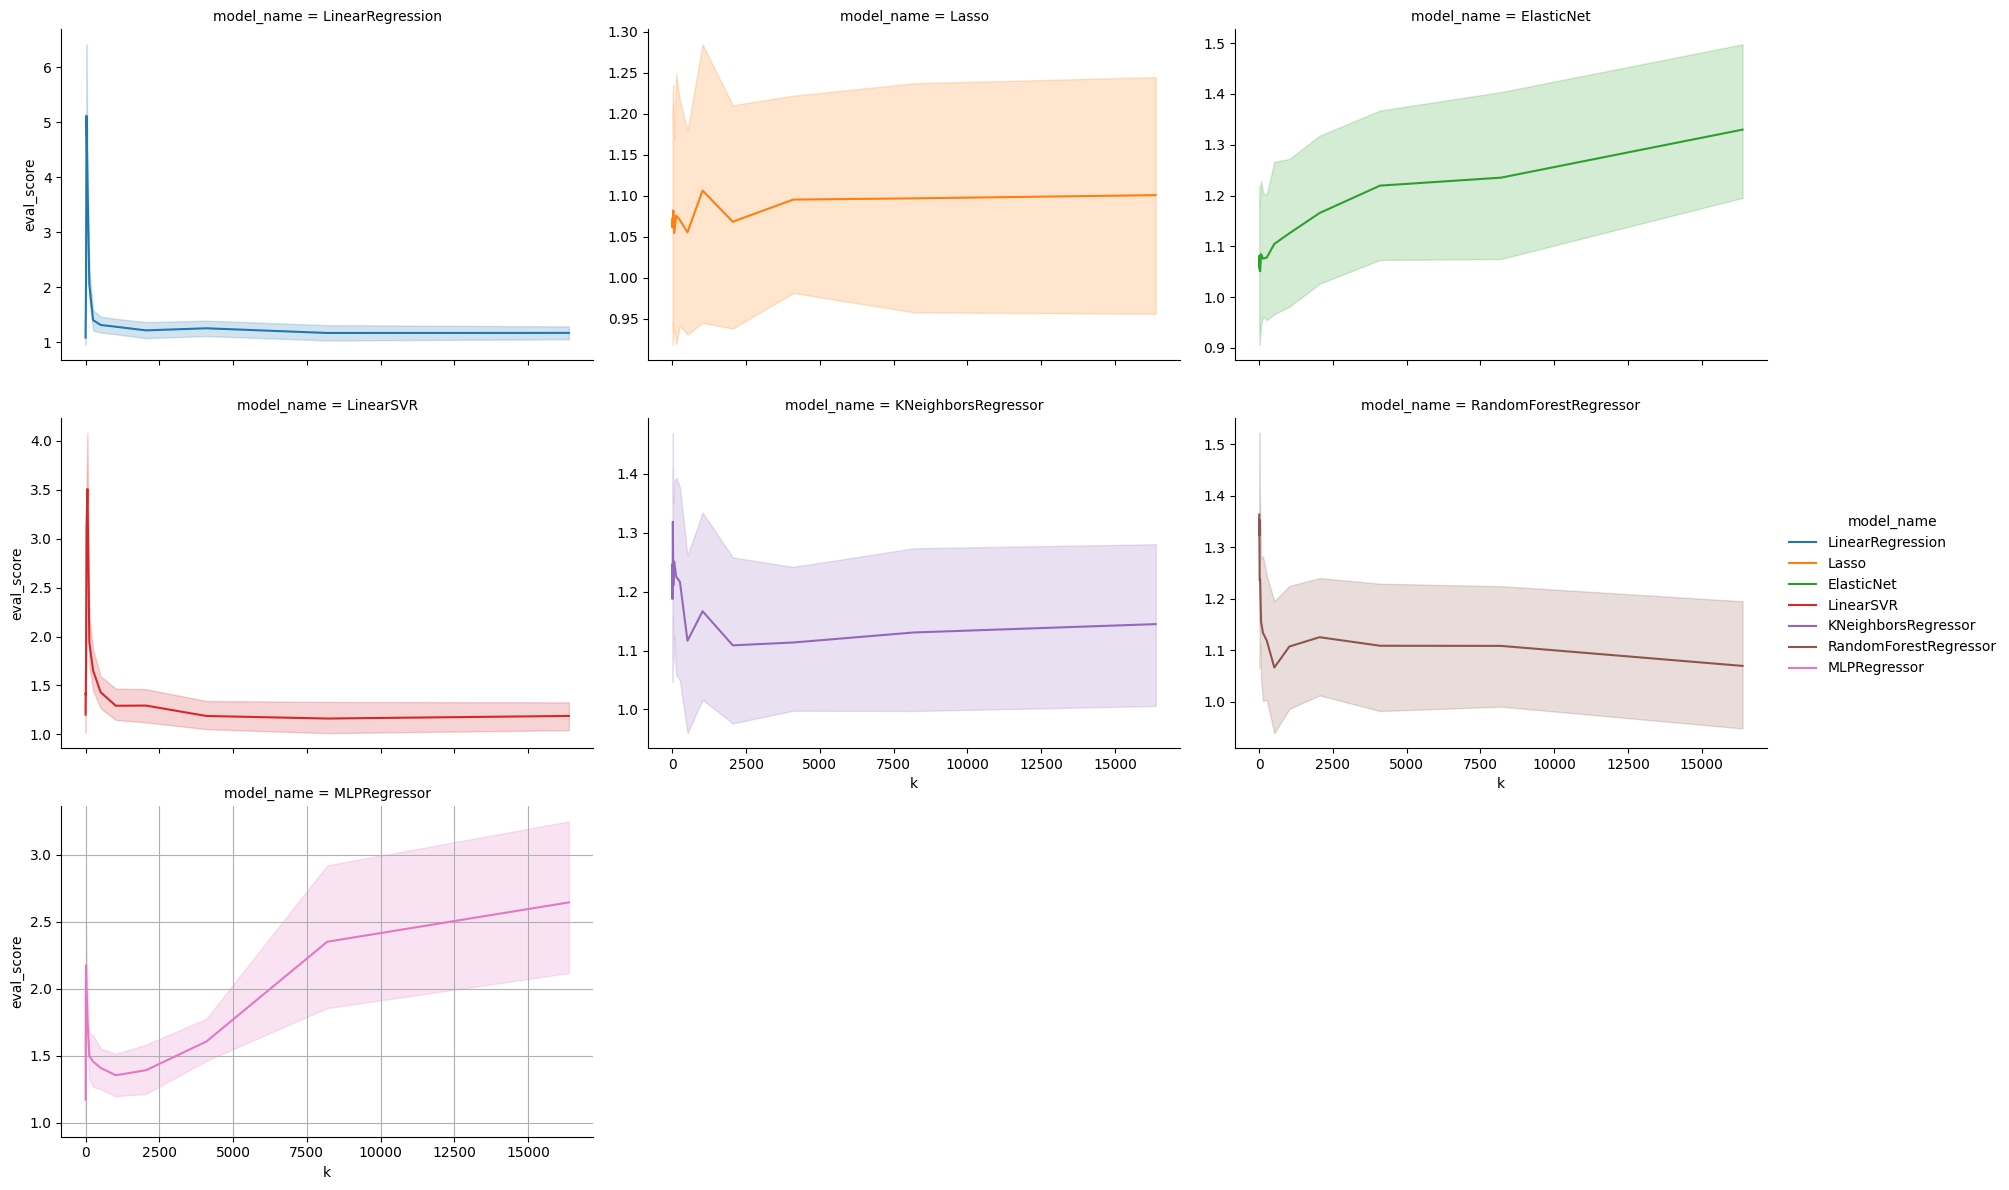 model_name = LinearRegression
6
5
4
3
2
1
eval_score
model_name = Lasso
1.30
1.25
1.20
1.15
1.10
1.05
1.00
0.95
model_name = ElasticNet
1.5
1.4
1.3
1.2
1.1
1.0
0.9
model_name = LinearSVR
4.0
3.5
3.0
2.5
2.0
1.5
1.0
eval_score
model_name = KNeighborsRegressor
1.4
1.3
1.2
1.1
1.0
0 2500 5000 7500 10000 12500 15000
k
model_name = RandomForestRegressor
1.5
1.4
1.3
1.2
1.1
1.0
0 2500 5000 7500 10000 12500 15000
k
model_name
LinearRegression
Lasso
ElasticNet
LinearSVR
KNeighborsRegressor
RandomForestRegressor
MLPRegressor
model_name = MLPRegressor
3.0
2.5
2.0
1.5
1.0
eval_score
0 2500 5000 7500 10000 12500 15000
k